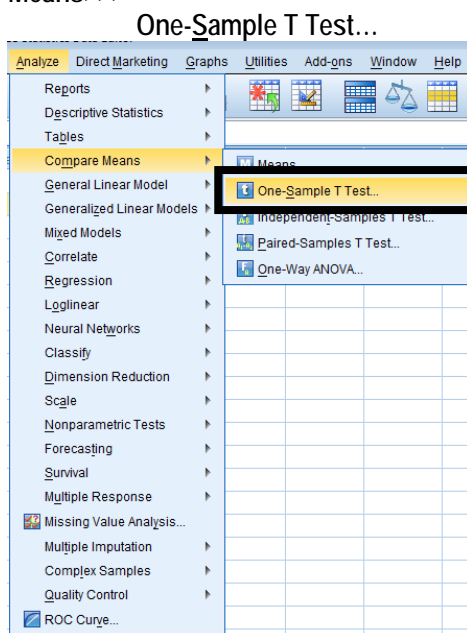 One-Sample T Test...
Analyze Direct Marketing Graphs Utilities Add-ons Window Help
Reports
Descriptive Statistics
Tables
Compare Means
Means
General Linear Model
One-Sample T Test...
Generalized Linear Models
Independent-Samples T Test...
Mixed Models
Paired-Samples T Test...
Correlate
One-Way ANOVA...
Regression
Loglinear
Neural Networks
Classify
Dimension Reduction
Scale
Nonparametric Tests
Forecasting
Survival
Multiple Response
Missing Value Analysis...
Multiple Imputation
Complex Samples
Quality Control
ROC Curve...